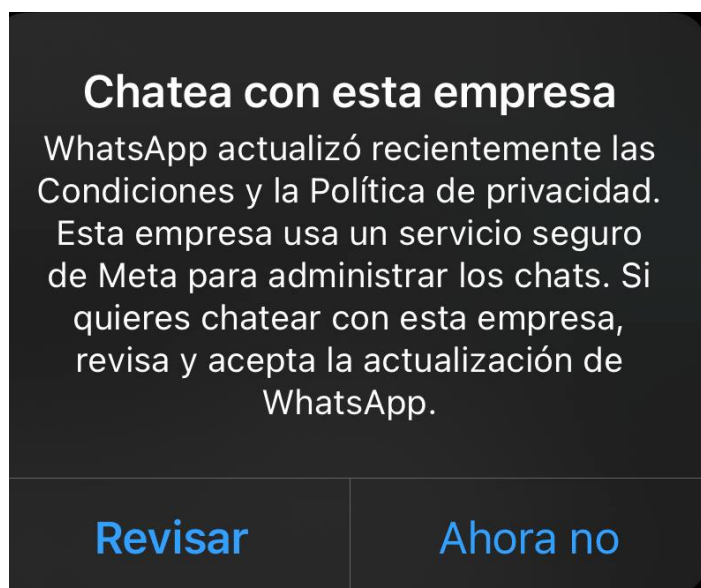 Chatea con esta empresa
WhatsApp actualizó recientemente las
Condiciones y la Política de privacidad.
Esta empresa usa un servicio seguro
de Meta para administrar los chats. Si
quieres chatear con esta empresa,
revisa y acepta la actualización de
WhatsApp.
Revisar
Ahora no